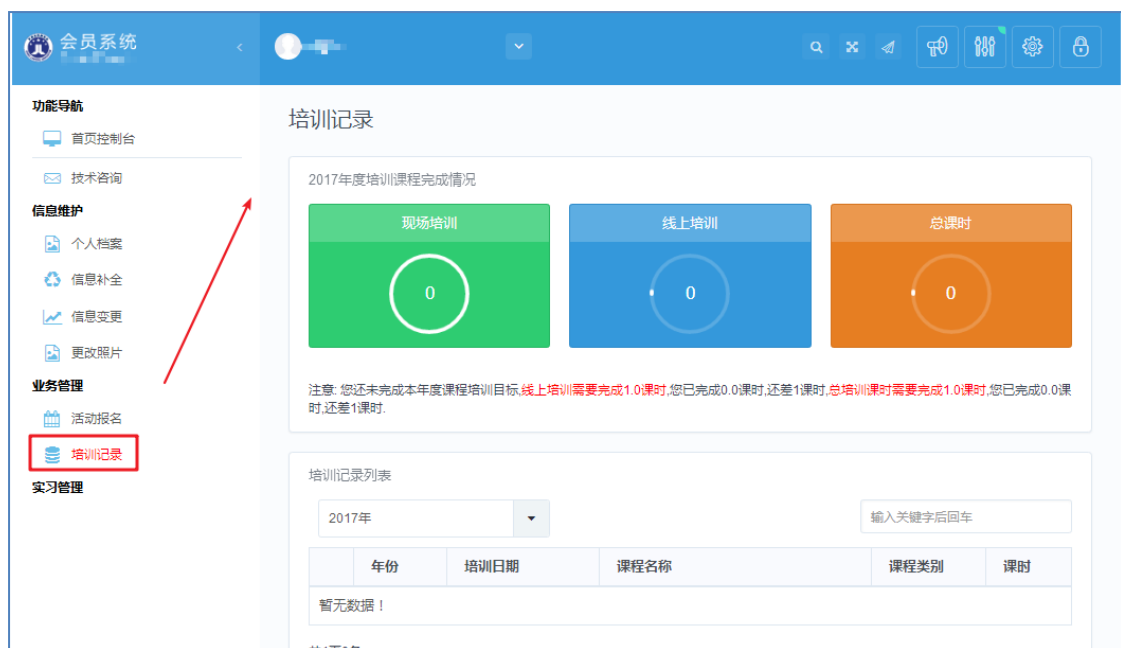 会员系统
功能导航
首页控制台
技术咨询
信息维护
个人档案
信息补全
信息变更
更改照片
业务管理
活动报名
培训记录
实习管理
培训记录
2017年度培训课程完成情况
现场培训
线上培训
总课时
0
0
0
注意: 您还未完成本年度课程培训目标,线上培训需要完成1.0课时,您已完成0.0课时,还差1课时,总培训课时需要完成1.0课时,您已完成0.0课
时,还差1课时.
培训记录列表
2017年
输入关键字后回车
年份 培训日期 课程名称 课程类别 课时
暂无数据！